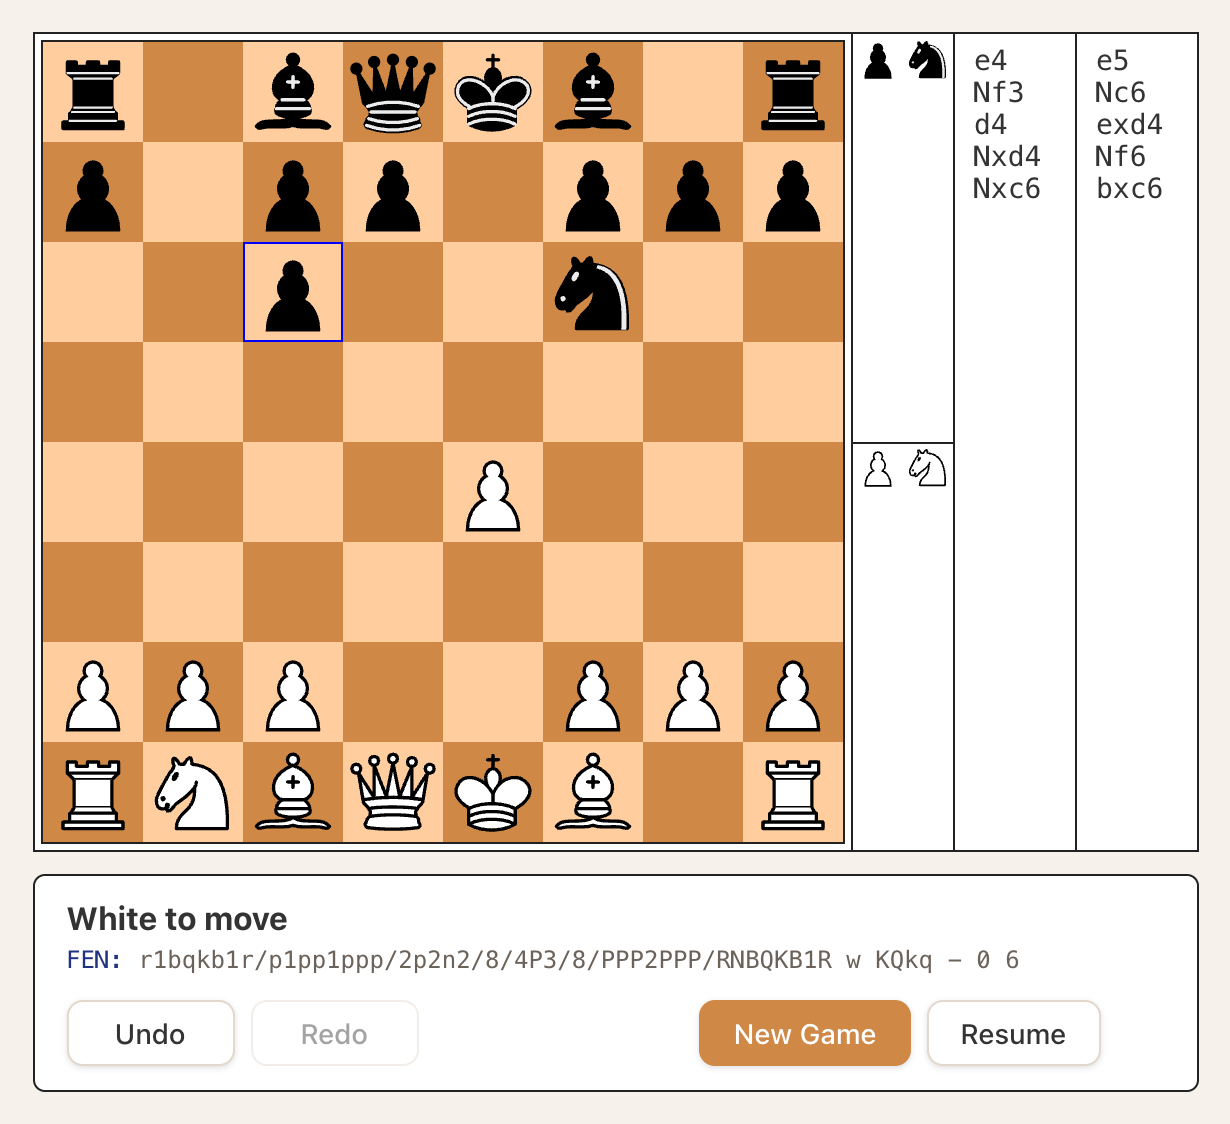 e4 e5
Nf3 Nc6
d4 exd4
Nxd4 Nf6
Nxc6 bxc6
White to move
FEN: r1bqkb1r/p1pp1ppp/2p2n2/8/4P3/8/PPP2PPP/RNBQKB1R w KQkq – 0 6
Undo Redo New Game Resume